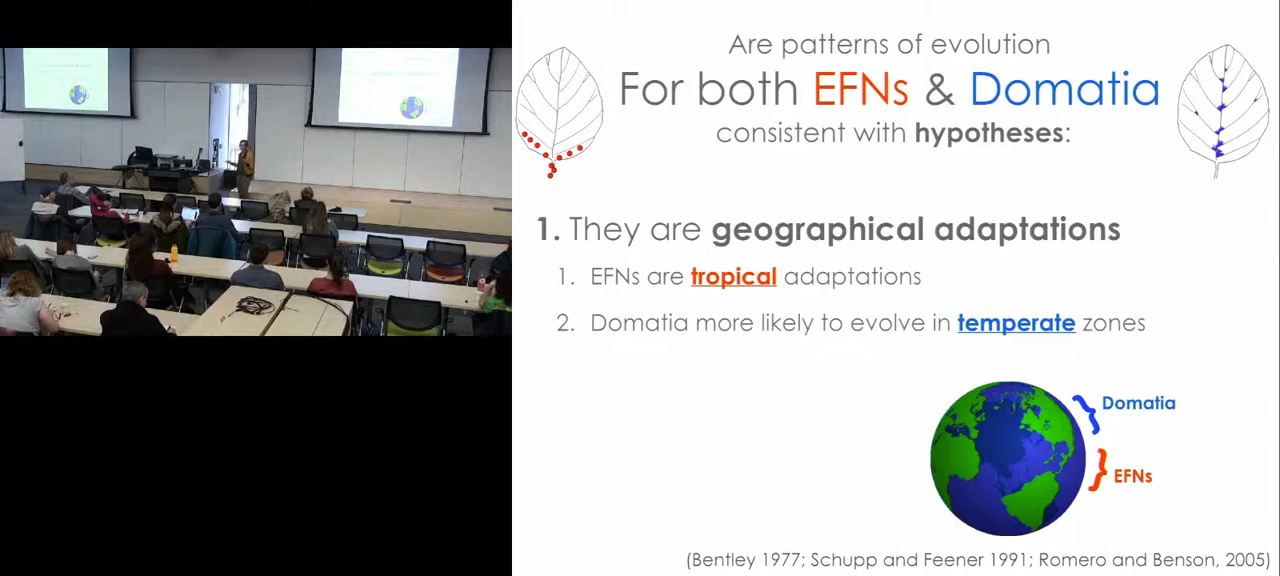 Are patterns of evolution
For both EFNs & Domatia
consistent with hypotheses:
1. They are geographical adaptations
1. EFNs are tropical adaptations
2. Domatia more likely to evolve in temperate zones
Domatia
EFNs
(Bentley 1977; Schupp and Feener 1991; Romero and Benson, 2005)